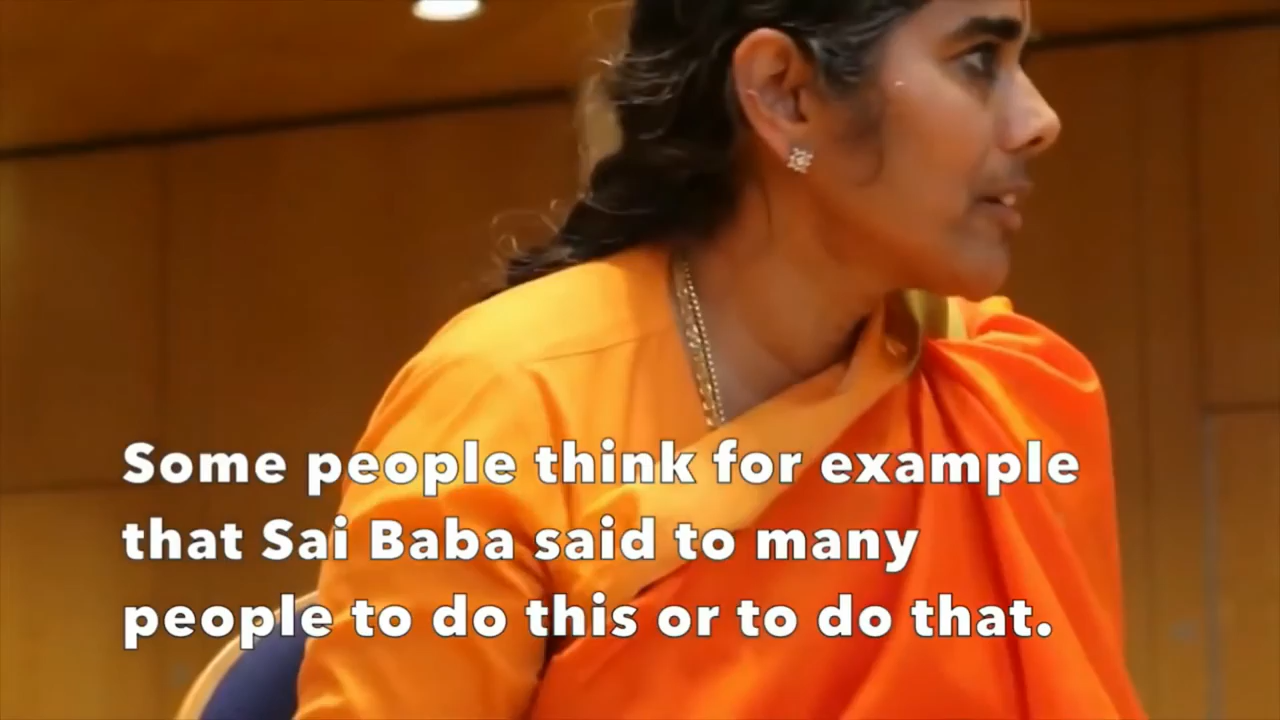 Some people think for example
that Sai Baba said to many
people to do this or to do that.